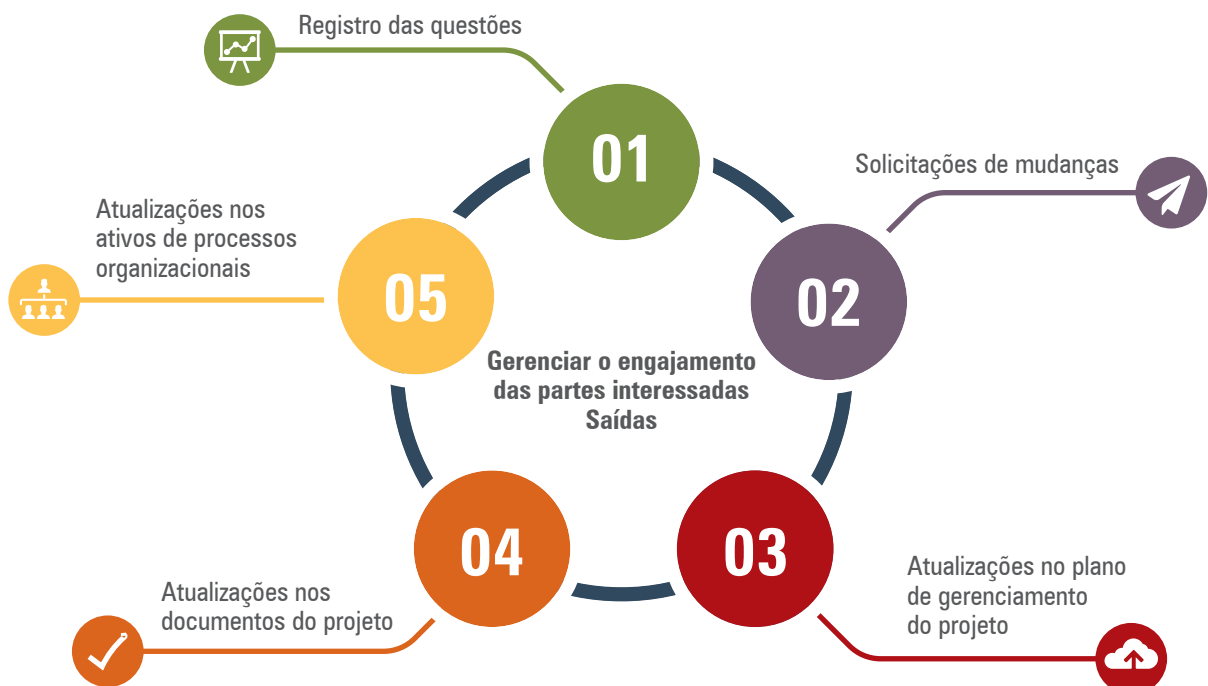 Registro das questões
01
Solicitações de mudanças
02
Atualizações nos
ativos de processos
organizacionais
05
Gerenciar o engajamento
das partes interessadas
Saídas
04
03
Atualizações nos
documentos do projeto
Atualizações no plano
de gerenciamento
do projeto